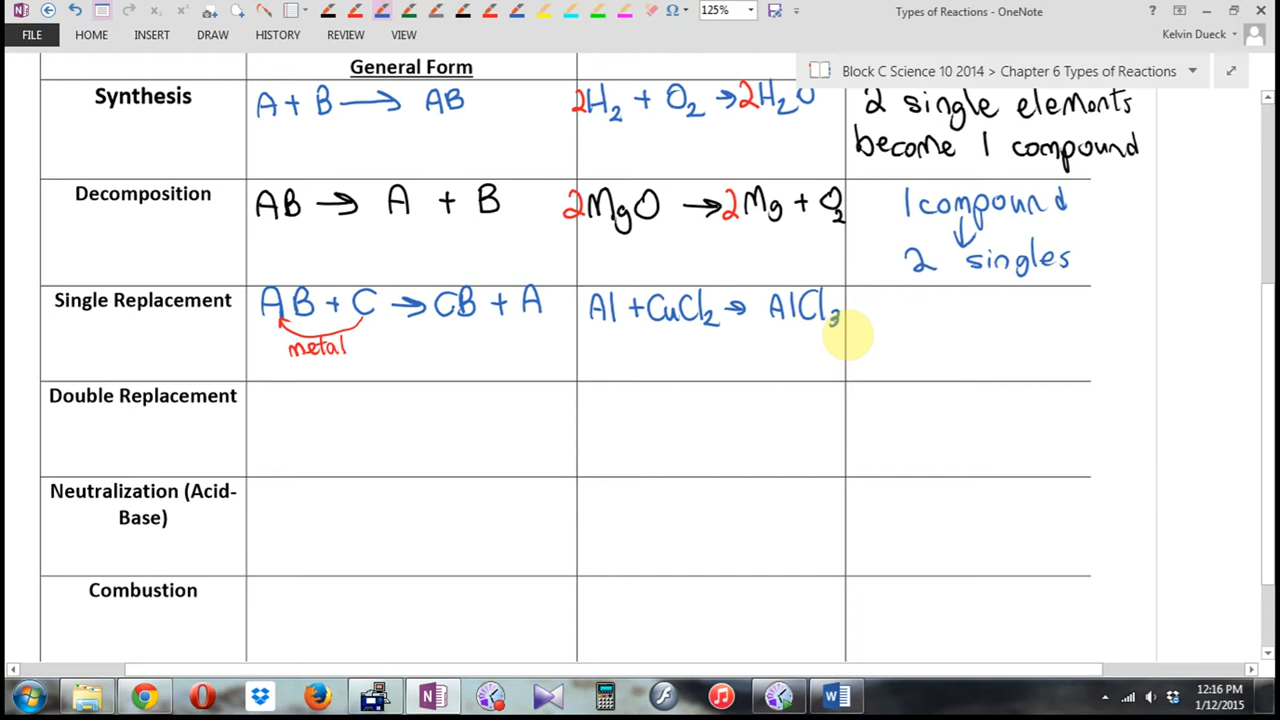 125%
Types of Reactions - OneNote
FILE HOME INSERT DRAW HISTORY REVIEW VIEW
Kelvin Dueck
Block C Science 10 2014 > Chapter 6 Types of Reactions
General Form
Synthesis
A + B → AB
2H₂ + O₂ → 2H₂O
2 single elements
become 1 compound
Decomposition
AB → A + B
2MgO → 2Mg + O₂
1 compound
↓
2 singles
Single Replacement
AB + C → CB + A
metal
Al + CuCl₂ → AlCl₃
Double Replacement
Neutralization (Acid-
Base)
Combustion
12:16 PM
1/12/2015